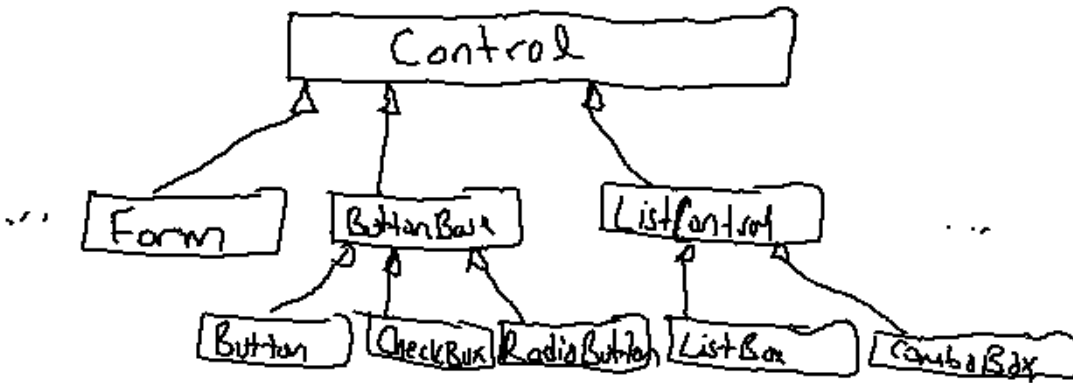 Control
Form
ButtonBase
ListControl
Button
CheckBox
RadioButton
ListBox
ComboBox